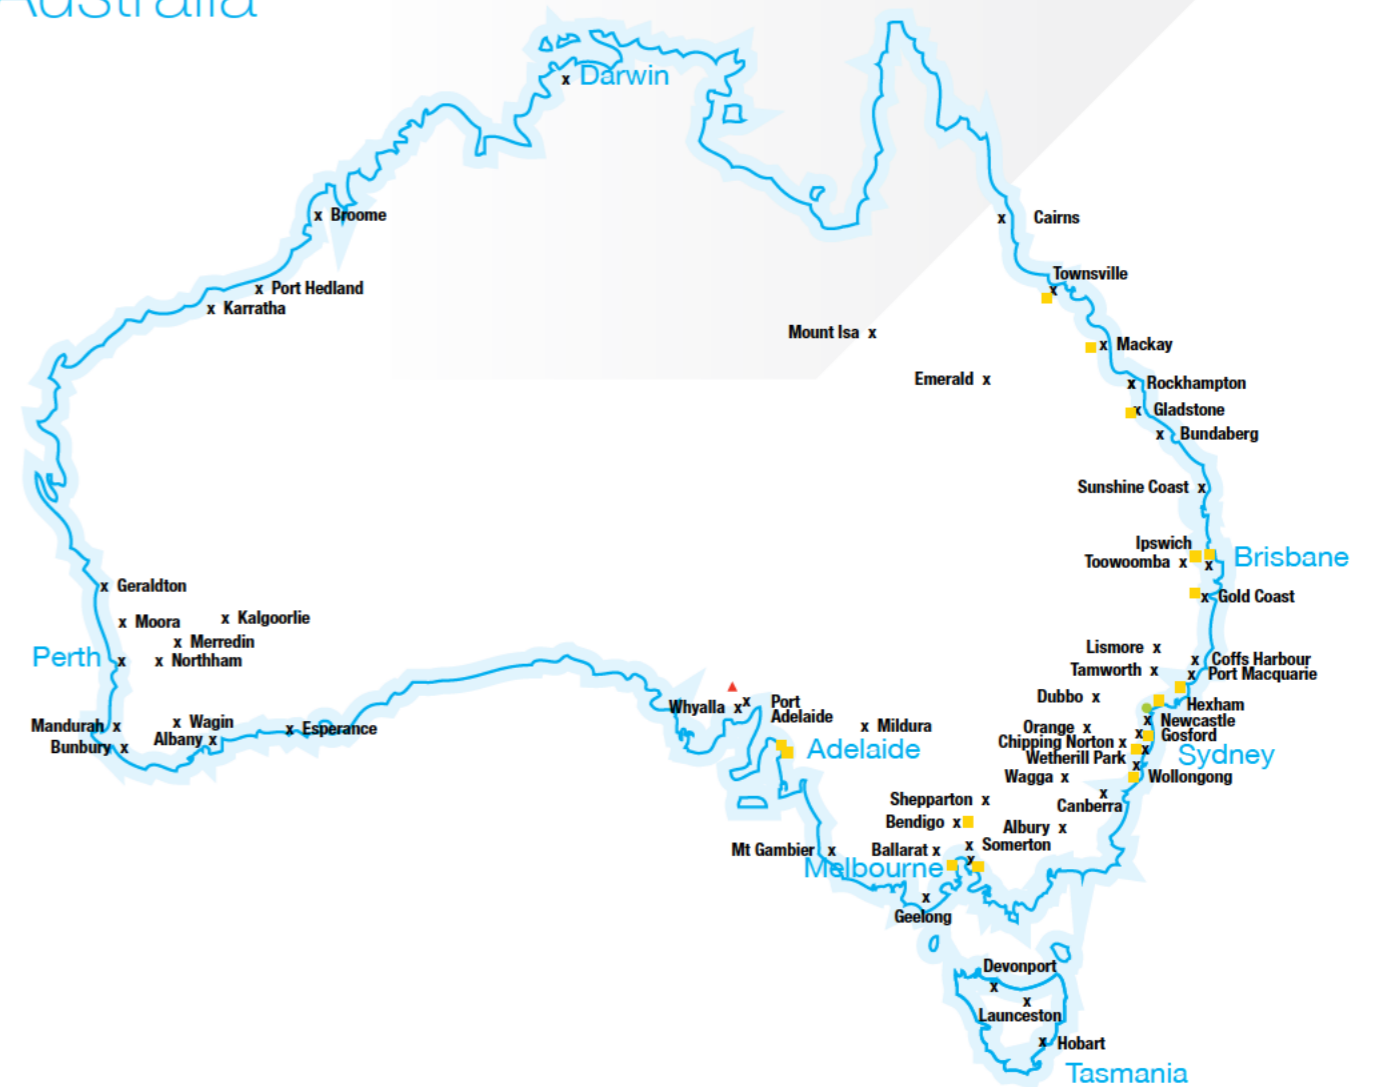 Australia
Darwin
Broome
Cairns
Townsville
Port Hedland
Karratha
Mount Isa
Mackay
Emerald
Rockhampton
Gladstone
Bundaberg
Sunshine Coast
Ipswich
Toowoomba
Brisbane
Geraldton
Gold Coast
Moora
Kalgoorlie
Merredin
Perth
Northham
Lismore
Coffs Harbour
Tamworth
Port Macquarie
Dubbo
Whyalla
Port
Adelaide
Hexham
Mandurah
Wagin
Esperance
Mildura
Orange
Newcastle
Bunbury
Albany
Gosford
Chipping Norton
Adelaide
Sydney
Wetherill Park
Wagga
Wollongong
Shepparton
Canberra
Bendigo
Albury
Mt Gambier
Ballarat
Somerton
Melbourne
Geelong
Devonport
Launceston
Hobart
Tasmania